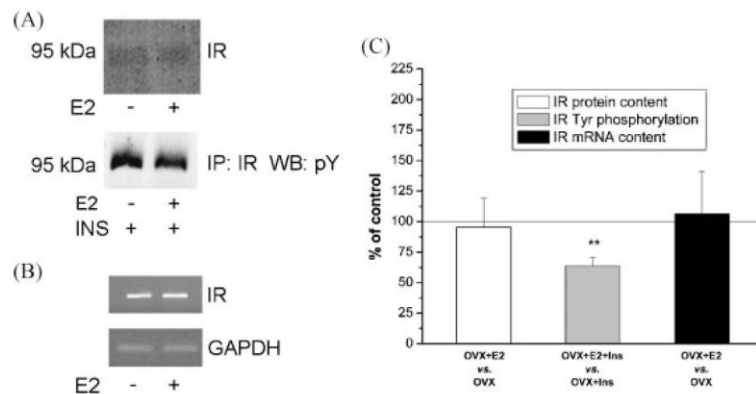 (A)
95 kDa IR
E2 - +
95 kDa IP: IR WB: pY
E2 - +
INS + +
(B)
IR
GAPDH
E2 - +
(C)
225
200
175
150
125
100
75
50
25
0
% of control
IR protein content
IR Tyr phosphorylation
IR mRNA content
**
OVX+E2
vs.
OVX
OVX+E2+Ins
vs.
OVX+Ins
OVX+E2
vs.
OVX